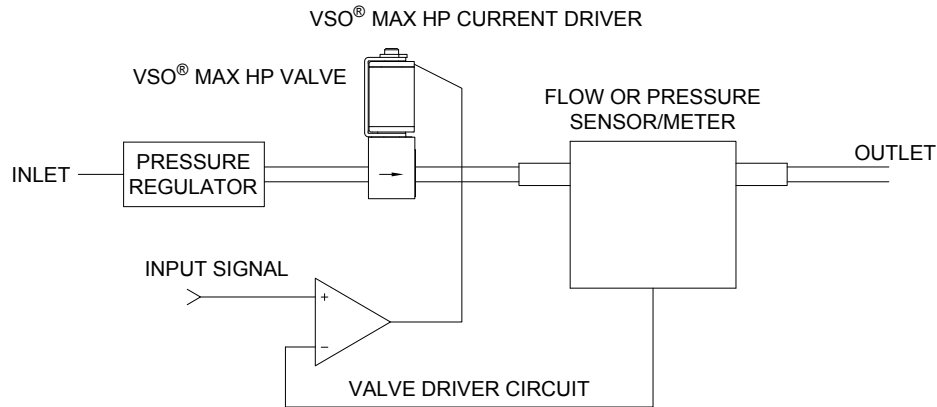 VSO® MAX HP CURRENT DRIVER
VSO® MAX HP VALVE
FLOW OR PRESSURE
SENSOR/METER
INLET
PRESSURE
REGULATOR
OUTLET
INPUT SIGNAL
+
−
VALVE DRIVER CIRCUIT